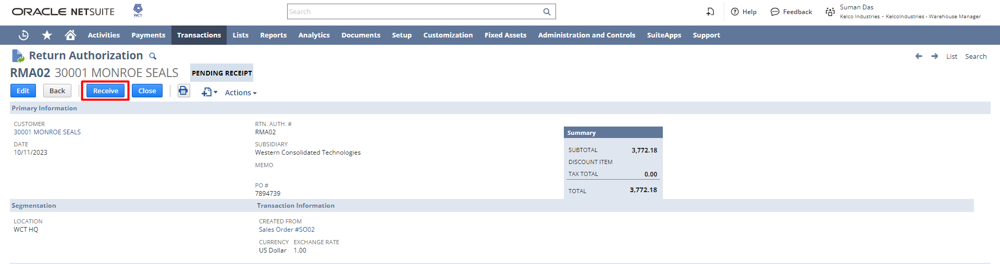 ORACLE NETSUITE WCT Search Help Feedback Suman Das
Kelco Industries - KelcoIndustries - Warehouse Manager
Activities Payments Transactions Lists Reports Analytics Documents Setup Customization Fixed Assets Administration and Controls SuiteApps Support
Return Authorization List Search
RMA02 30001 MONROE SEALS PENDING RECEIPT
Edit Back Receive Close Actions
Primary Information
CUSTOMER
30001 MONROE SEALS
DATE
10/11/2023
RTN. AUTH. #
RMA02
SUBSIDIARY
Western Consolidated Technologies
MEMO
PO #
7894739
Summary
SUBTOTAL 3,772.18
DISCOUNT ITEM
TAX TOTAL 0.00
TOTAL 3,772.18
Segmentation
LOCATION
WCT HQ
Transaction Information
CREATED FROM
Sales Order #SO02
CURRENCY EXCHANGE RATE
US Dollar 1.00